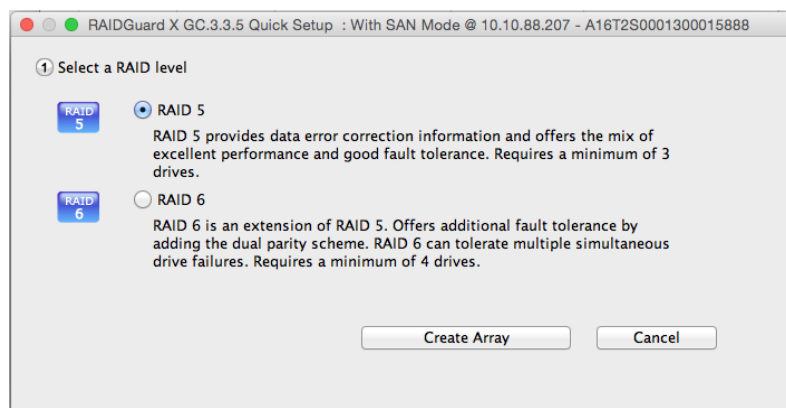 RAIDGuard X GC.3.3.5 Quick Setup : With SAN Mode @ 10.10.88.207 - A16T2S0001300015888
1 Select a RAID level
RAID
5
RAID 5
RAID 5 provides data error correction information and offers the mix of
excellent performance and good fault tolerance. Requires a minimum of 3
drives.
RAID
6
RAID 6
RAID 6 is an extension of RAID 5. Offers additional fault tolerance by
adding the dual parity scheme. RAID 6 can tolerate multiple simultaneous
drive failures. Requires a minimum of 4 drives.
Create Array
Cancel